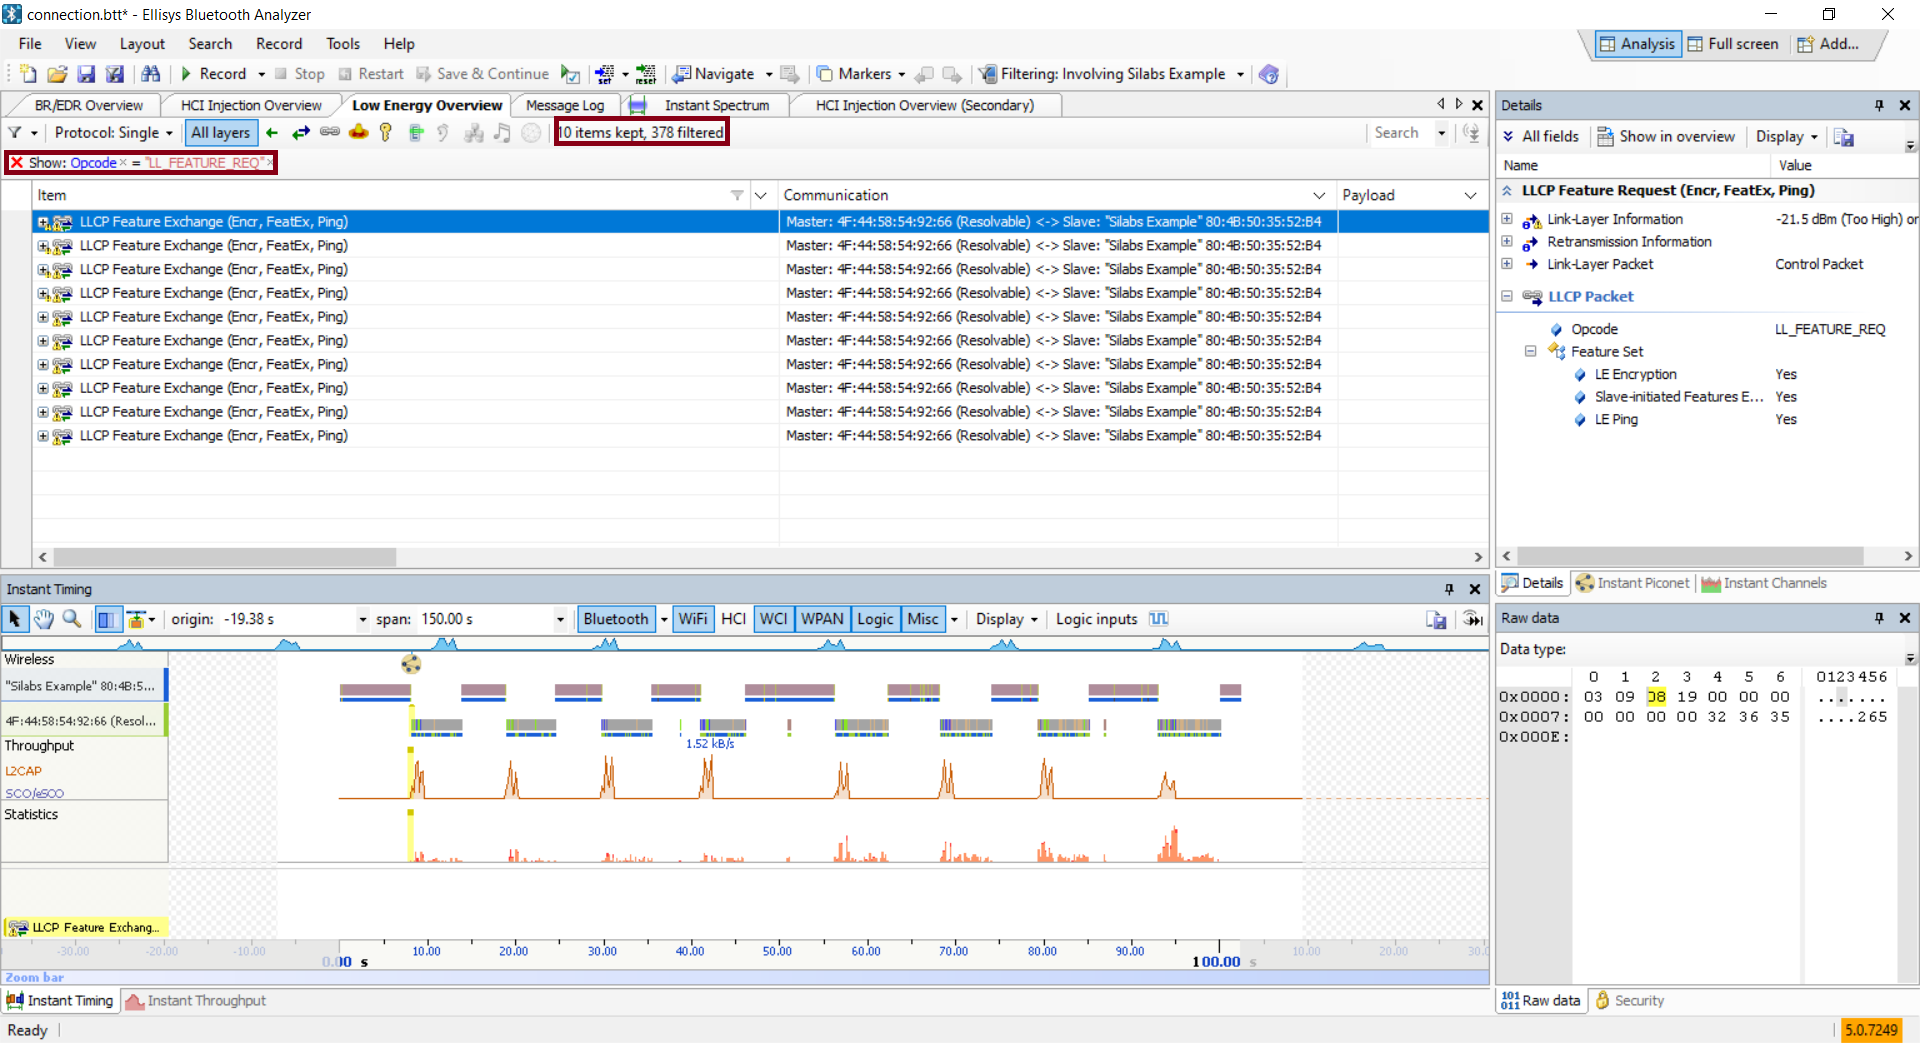 connection.btt* - Ellisys Bluetooth Analyzer
File View Layout Search Record Tools Help
Analysis Full screen Add...
Record Stop Restart Save & Continue set reset Navigate Markers Filtering: Involving Silabs Example
BR/EDR Overview HCI Injection Overview Low Energy Overview Message Log Instant Spectrum HCI Injection Overview (Secondary)
Protocol: Single All layers 10 items kept, 378 filtered Search
Show: Opcode = "LL_FEATURE_REQ"
Item Communication Payload
LLCP Feature Exchange (Encr, FeatEx, Ping) Master: 4F:44:58:54:92:66 (Resolvable) <-> Slave: "Silabs Example" 80:4B:50:35:52:B4
LLCP Feature Exchange (Encr, FeatEx, Ping) Master: 4F:44:58:54:92:66 (Resolvable) <-> Slave: "Silabs Example" 80:4B:50:35:52:B4
LLCP Feature Exchange (Encr, FeatEx, Ping) Master: 4F:44:58:54:92:66 (Resolvable) <-> Slave: "Silabs Example" 80:4B:50:35:52:B4
LLCP Feature Exchange (Encr, FeatEx, Ping) Master: 4F:44:58:54:92:66 (Resolvable) <-> Slave: "Silabs Example" 80:4B:50:35:52:B4
LLCP Feature Exchange (Encr, FeatEx, Ping) Master: 4F:44:58:54:92:66 (Resolvable) <-> Slave: "Silabs Example" 80:4B:50:35:52:B4
LLCP Feature Exchange (Encr, FeatEx, Ping) Master: 4F:44:58:54:92:66 (Resolvable) <-> Slave: "Silabs Example" 80:4B:50:35:52:B4
LLCP Feature Exchange (Encr, FeatEx, Ping) Master: 4F:44:58:54:92:66 (Resolvable) <-> Slave: "Silabs Example" 80:4B:50:35:52:B4
LLCP Feature Exchange (Encr, FeatEx, Ping) Master: 4F:44:58:54:92:66 (Resolvable) <-> Slave: "Silabs Example" 80:4B:50:35:52:B4
LLCP Feature Exchange (Encr, FeatEx, Ping) Master: 4F:44:58:54:92:66 (Resolvable) <-> Slave: "Silabs Example" 80:4B:50:35:52:B4
LLCP Feature Exchange (Encr, FeatEx, Ping) Master: 4F:44:58:54:92:66 (Resolvable) <-> Slave: "Silabs Example" 80:4B:50:35:52:B4
Details
All fields Show in overview Display
Name Value
LLCP Feature Request (Encr, FeatEx, Ping)
Link-Layer Information -21.5 dBm (Too High) or
Retransmission Information
Link-Layer Packet Control Packet
LLCP Packet
Opcode LL_FEATURE_REQ
Feature Set
LE Encryption Yes
Slave-initiated Features E... Yes
LE Ping Yes
Details Instant Piconet Instant Channels
Instant Timing
origin: -19.38 s span: 150.00 s Bluetooth WiFi HCI WCI WPAN Logic Misc Display Logic inputs
Wireless
"Silabs Example" 80:4B:5...
4F:44:58:54:92:66 (Resol...
1.52 kB/s
Throughput
L2CAP
SCO/eSCO
Statistics
LLCP Feature Exchang...
-30.00 -20.00 -10.00 0.00 s 10.00 20.00 30.00 40.00 50.00 60.00 70.00 80.00 90.00 100.00 s 10.00 20.00 30.0
Zoom bar
Instant Timing Instant Throughput
Raw data
Data type:
0 1 2 3 4 5 6 0123456
0x0000: 03 09 08 19 00 00 00 .......
0x0007: 00 00 00 00 32 36 35 ....265
0x000E:
101 011 Raw data Security
Ready 5.0.7249